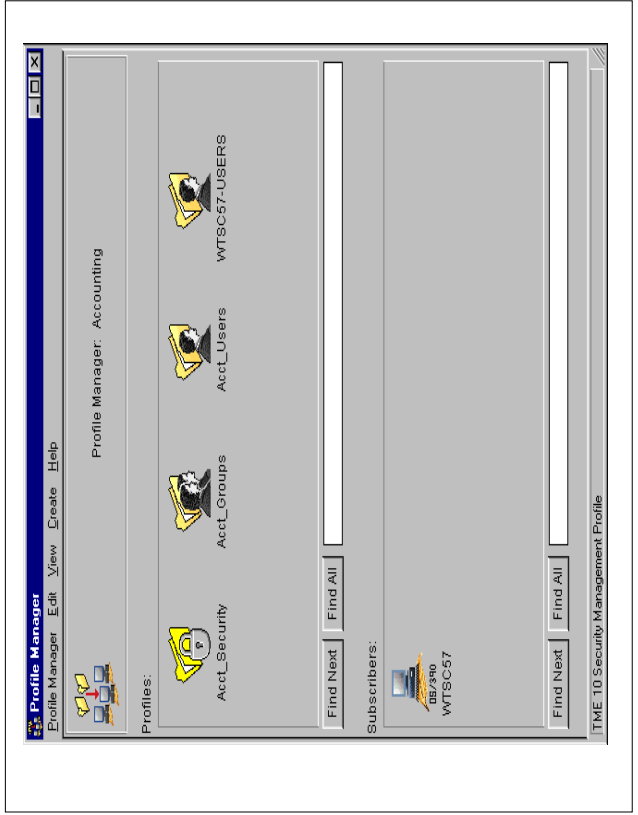 Profile Manager
Profile Manager Edit View Create Help
Profile Manager: Accounting
Profiles:
Acct_Security
Acct_Groups
Acct_Users
WTSC57-USERS
Find Next
Find All
Subscribers:
OS/390
WTSC57
Find Next
Find All
TME 10 Security Management Profile